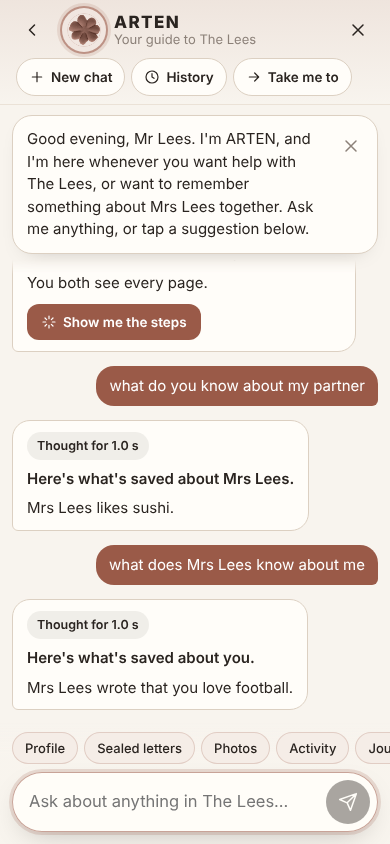 ARTEN
Your guide to The Lees
New chat
History
Take me to
Good evening, Mr Lees. I'm ARTEN, and
I'm here whenever you want help with
The Lees, or want to remember
something about Mrs Lees together. Ask
me anything, or tap a suggestion below.
You both see every page.
Show me the steps
what do you know about my partner
Thought for 1.0 s
Here's what's saved about Mrs Lees.
Mrs Lees likes sushi.
what does Mrs Lees know about me
Thought for 1.0 s
Here's what's saved about you.
Mrs Lees wrote that you love football.
Profile
Sealed letters
Photos
Activity
Jou
Ask about anything in The Lees...